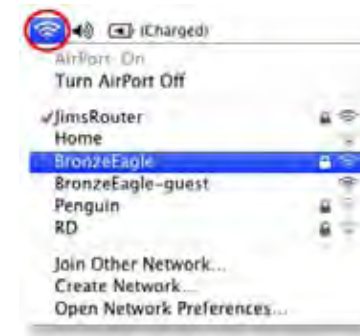 (Charged)
AirPort: On
Turn AirPort Off
JimsRouter
Home
BronzeEagle
BronzeEagle-guest
Penguin
RD
Join Other Network...
Create Network...
Open Network Preferences...